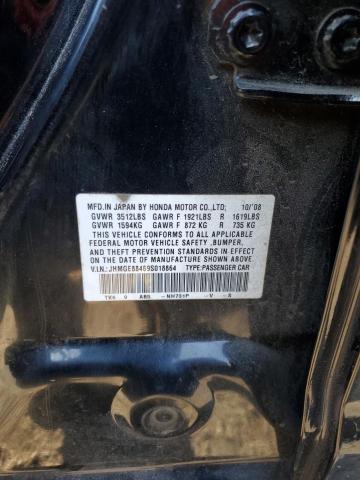 MFD. IN JAPAN BY HONDA MOTOR CO.,LTD; 10/'08
GVWR 3512LBS GAWR F 1921LBS R 1619LBS
GVWR 1594KG GAWR F 872 KG R 735 KG
THIS VEHICLE CONFORMS TO ALL APPLICABLE
FEDERAL MOTOR VEHICLE SAFETY ,BUMPER,
AND THEFT PREVENTION STANDARDS IN
EFFECT ON THE DATE OF MANUFACTURE SHOWN
ABOVE.
V.I.N.: JHMGE88469S018864 TYPE:PASSENGER CAR
NH731P -V -X